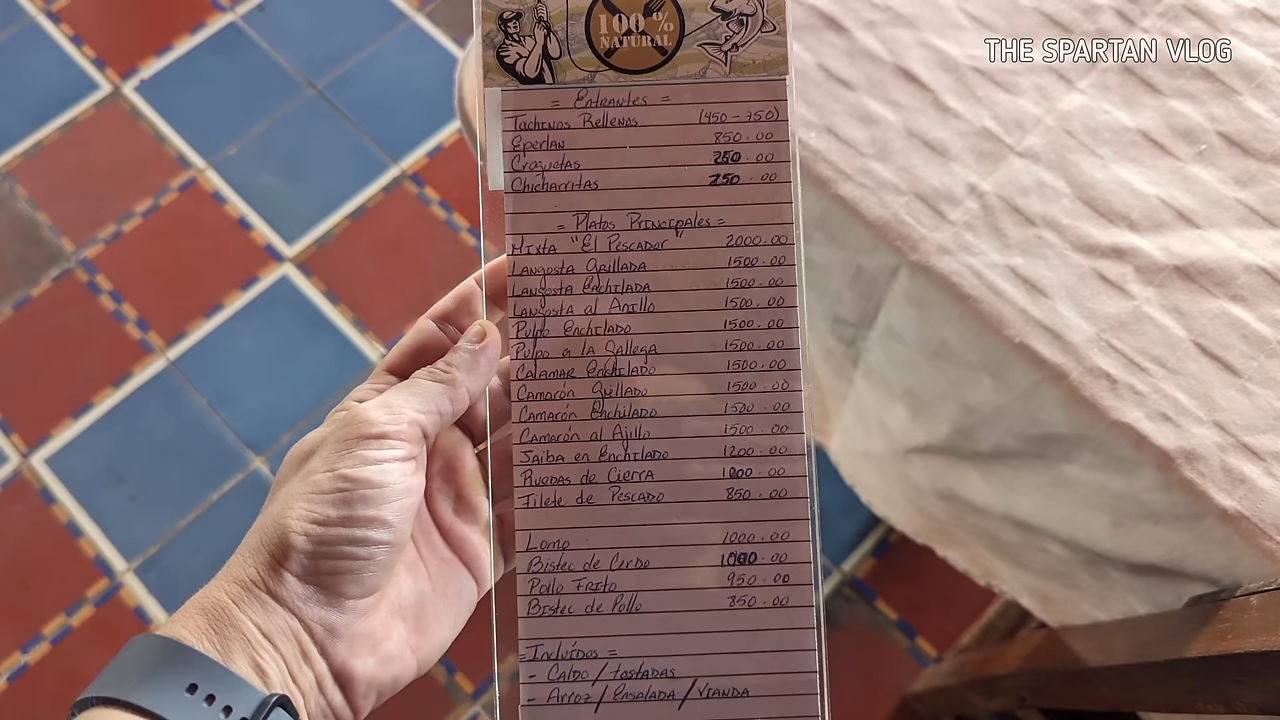 THE SPARTAN VLOG
100 %
NATURAL
= Entrantes =
Tachinos Rellenos (450 - 750)
Eperlan 850.00
Croquetas 250.00
Chicharritas 250.00
= Platos Principales =
Mixta "El Pescador" 2000.00
Langosta Grillada 1500.00
Langosta Enchilada 1500.00
Langosta al Anillo 1500.00
Pulpo Enchilado 1500.00
Pulpo a la Gallega 1500.00
Calamar Enchilado 1500.00
Camarón Grillado 1500.00
Camarón Enchilado 1500.00
Camarón al Ajillo 1500.00
Jaiba en Enchilado 1200.00
Ruedas de Cierra 1000.00
Filete de Pescado 850.00
Lomo 1000.00
Bistec de Cerdo 1000.00
Pollo Frito 950.00
Bistec de Pollo 850.00
= Incluidos =
- Caldo / tostadas
- Arroz / Ensalada / Vianda